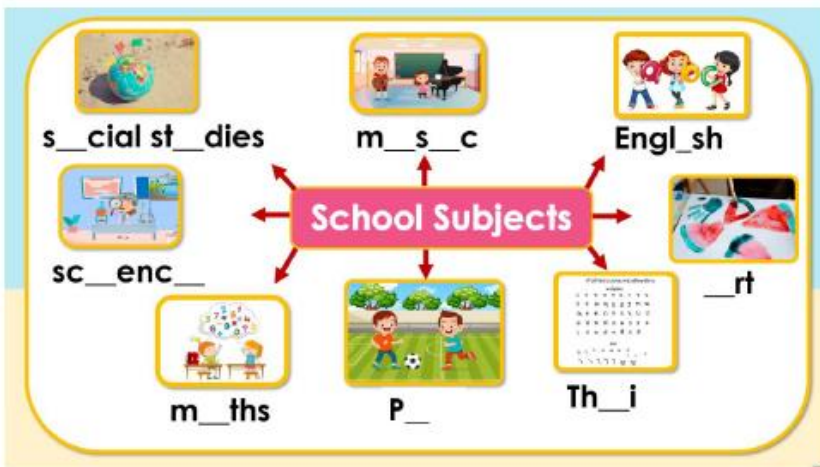 s__cial st__dies
m__s__c
Engl_sh
School Subjects
sc__enc__
__rt
m__ths
P__
Th__i